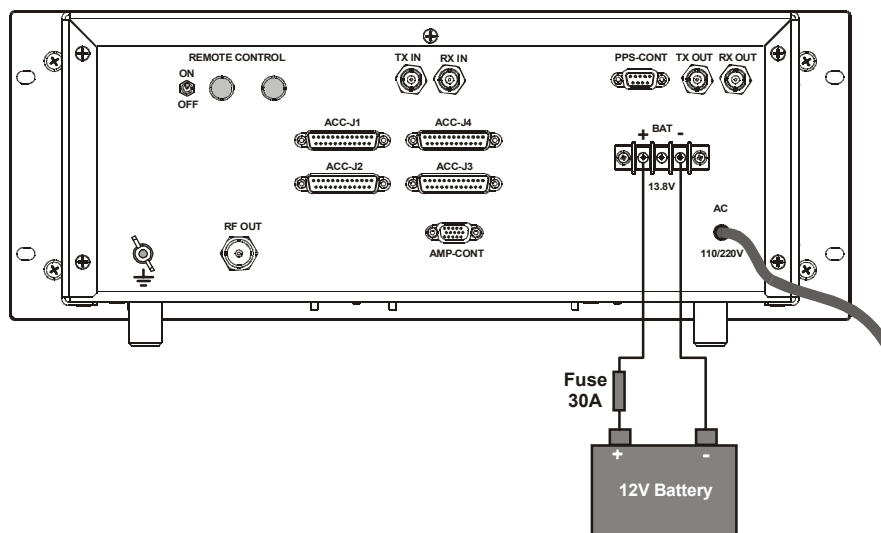 REMOTE CONTROL
ON
OFF
TX IN
RX IN
PPS-CONT
TX OUT
RX OUT
ACC-J1
ACC-J4
+ BAT -
ACC-J2
ACC-J3
13.8V
RF OUT
AMP-CONT
AC
110/220V
Fuse
30A
+ -
12V Battery